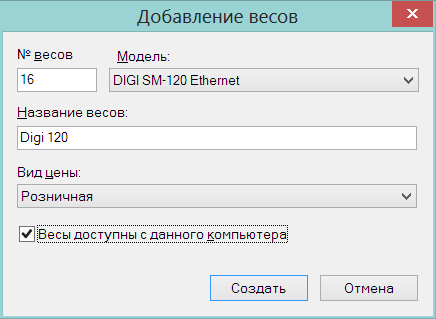 Добавление весов
№ весов
Модель:
16
DIGI SM-120 Ethernet
Название весов:
Digi 120
Вид цены:
Розничная
Весы доступны с данного компьютера
Создать
Отмена